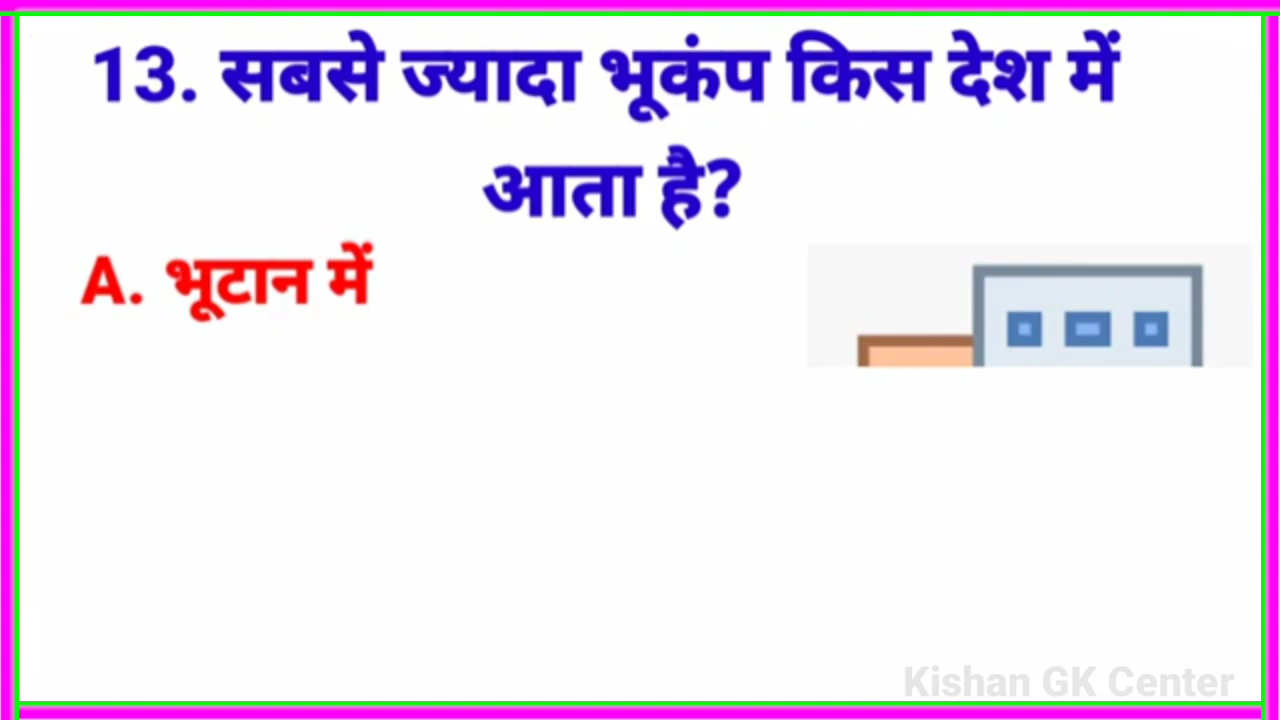 13. सबसे ज्यादा भूकंप किस देश में
आता है?
A. भूटान में
Kishan GK Center